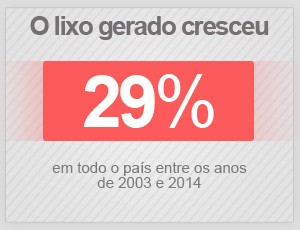 O lixo gerado cresceu
29%
em todo o país entre os anos
de 2003 e 2014